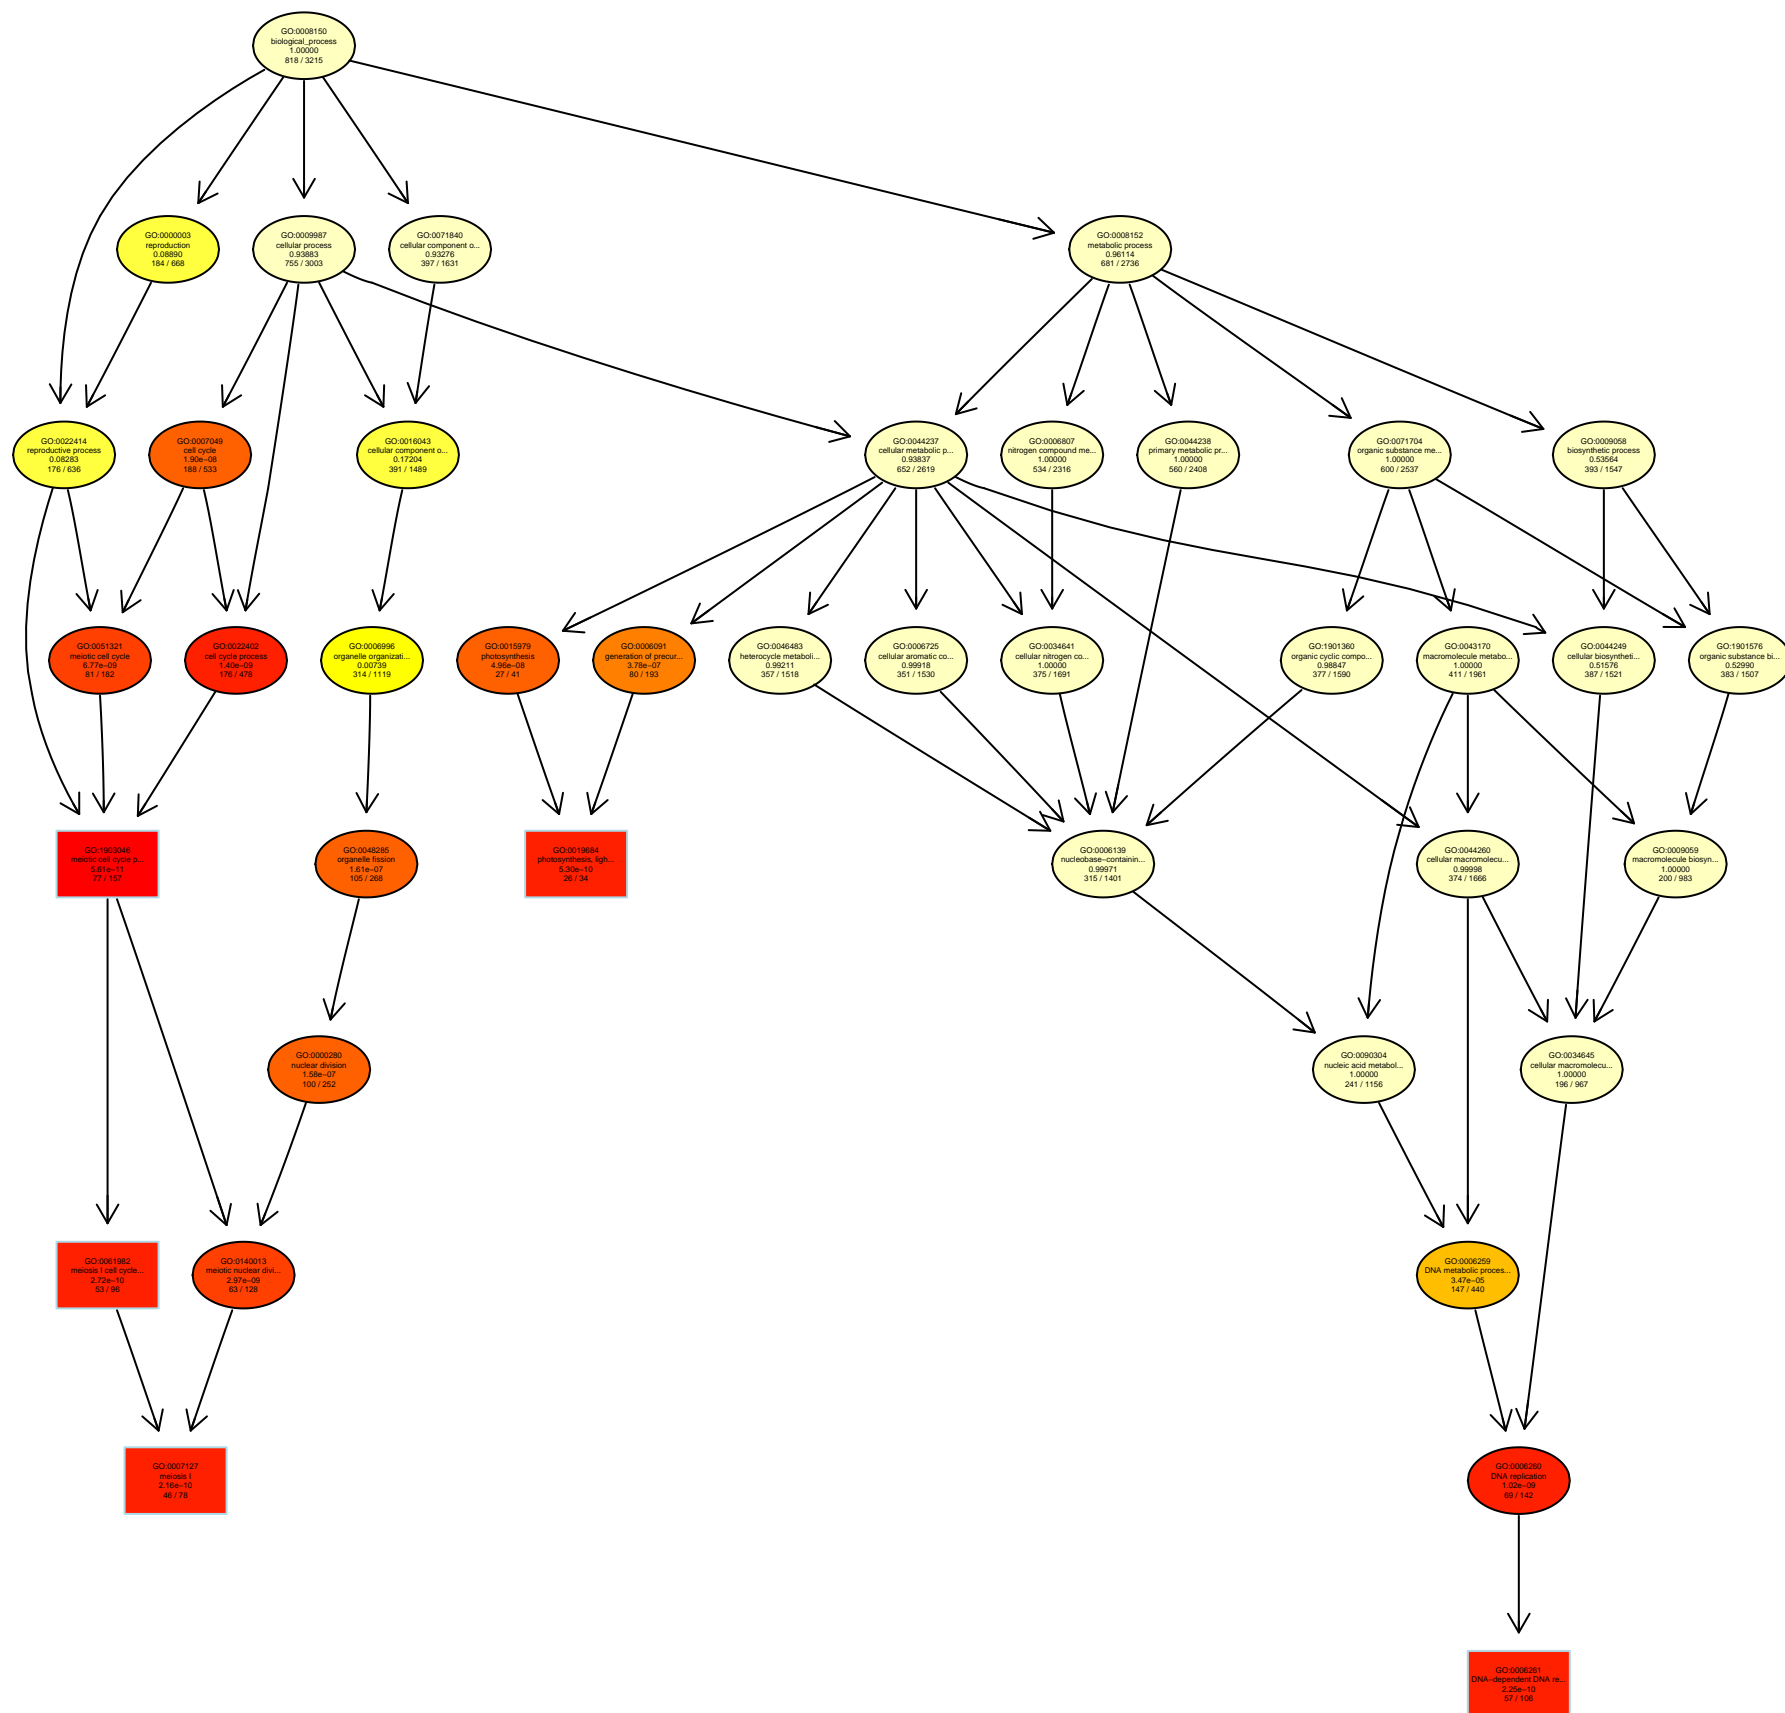 GO:0008150
biological_process
1.00000
818 / 3215
GO:0000003
reproduction
0.08890
184 / 668
GO:0009987
cellular process
0.93883
755 / 3003
GO:0071840
cellular component o...
0.93276
397 / 1631
GO:0008152
metabolic process
0.96114
681 / 2736
GO:0022414
reproductive process
0.08283
176 / 636
GO:0007049
cell cycle
1.90e−08
188 / 533
GO:0016043
cellular component o...
0.17204
391 / 1489
GO:0044237
cellular metabolic p...
0.93837
652 / 2619
GO:0006807
nitrogen compound me...
1.00000
534 / 2316
GO:0044238
primary metabolic pr...
1.00000
560 / 2408
GO:0071704
organic substance me...
1.00000
600 / 2537
GO:0009058
biosynthetic process
0.53564
393 / 1547
GO:0051321
meiotic cell cycle
6.77e−09
81 / 182
GO:0022402
cell cycle process
1.40e−09
176 / 478
GO:0006996
organelle organizati...
0.00739
314 / 1119
GO:0015979
photosynthesis
4.96e−08
27 / 41
GO:0006091
generation of precur...
3.78e−07
80 / 193
GO:0046483
heterocycle metaboli...
0.99211
357 / 1518
GO:0006725
cellular aromatic co...
0.99918
351 / 1530
GO:0034641
cellular nitrogen co...
1.00000
375 / 1691
GO:1901360
organic cyclic compo...
0.98847
377 / 1590
GO:0043170
macromolecule metabo...
1.00000
411 / 1961
GO:0044249
cellular biosyntheti...
0.51576
387 / 1521
GO:1901576
organic substance bi...
0.52990
383 / 1507
GO:1903046
meiotic cell cycle p...
5.61e−11
77 / 157
GO:0048285
organelle fission
1.61e−07
105 / 268
GO:0019684
photosynthesis, ligh...
5.30e−10
26 / 34
GO:0006139
nucleobase−containin...
0.99971
315 / 1401
GO:0044260
cellular macromolecu...
0.99998
374 / 1666
GO:0009059
macromolecule biosyn...
1.00000
200 / 983
GO:0000280
nuclear division
1.58e−07
100 / 252
GO:0090304
nucleic acid metabol...
1.00000
241 / 1156
GO:0034645
cellular macromolecu...
1.00000
196 / 967
GO:0061982
meiosis I cell cycle...
2.72e−10
53 / 96
GO:0140013
meiotic nuclear divi...
2.97e−09
63 / 128
GO:0006259
DNA metabolic proces...
3.47e−05
147 / 440
GO:0007127
meiosis I
2.16e−10
46 / 78
GO:0006260
DNA replication
1.02e−09
69 / 142
GO:0006261
DNA−dependent DNA re...
2.25e−10
57 / 106